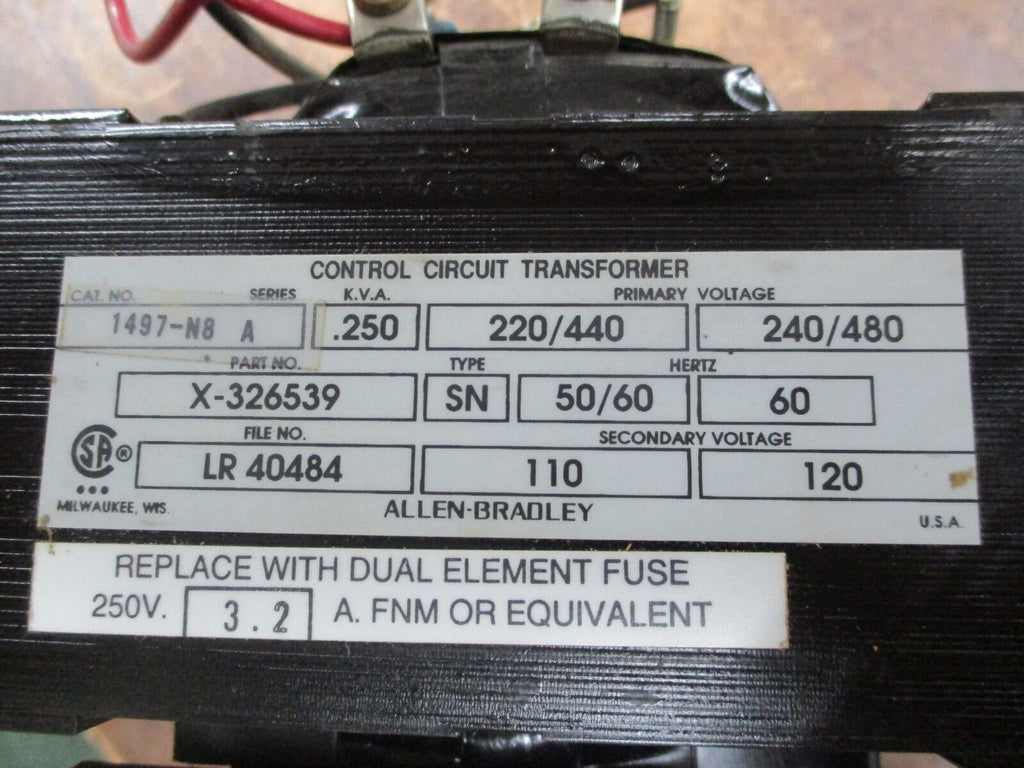 CONTROL CIRCUIT TRANSFORMER
CAT. NO. SERIES K.V.A. PRIMARY VOLTAGE
1497-N8 A .250 220/440 240/480
PART NO. TYPE HERTZ
X-326539 SN 50/60 60
FILE NO. SECONDARY VOLTAGE
SA® LR 40484 110 120
MILWAUKEE, WIS. ALLEN-BRADLEY U.S.A.
REPLACE WITH DUAL ELEMENT FUSE
250V. 3.2 A. FNM OR EQUIVALENT